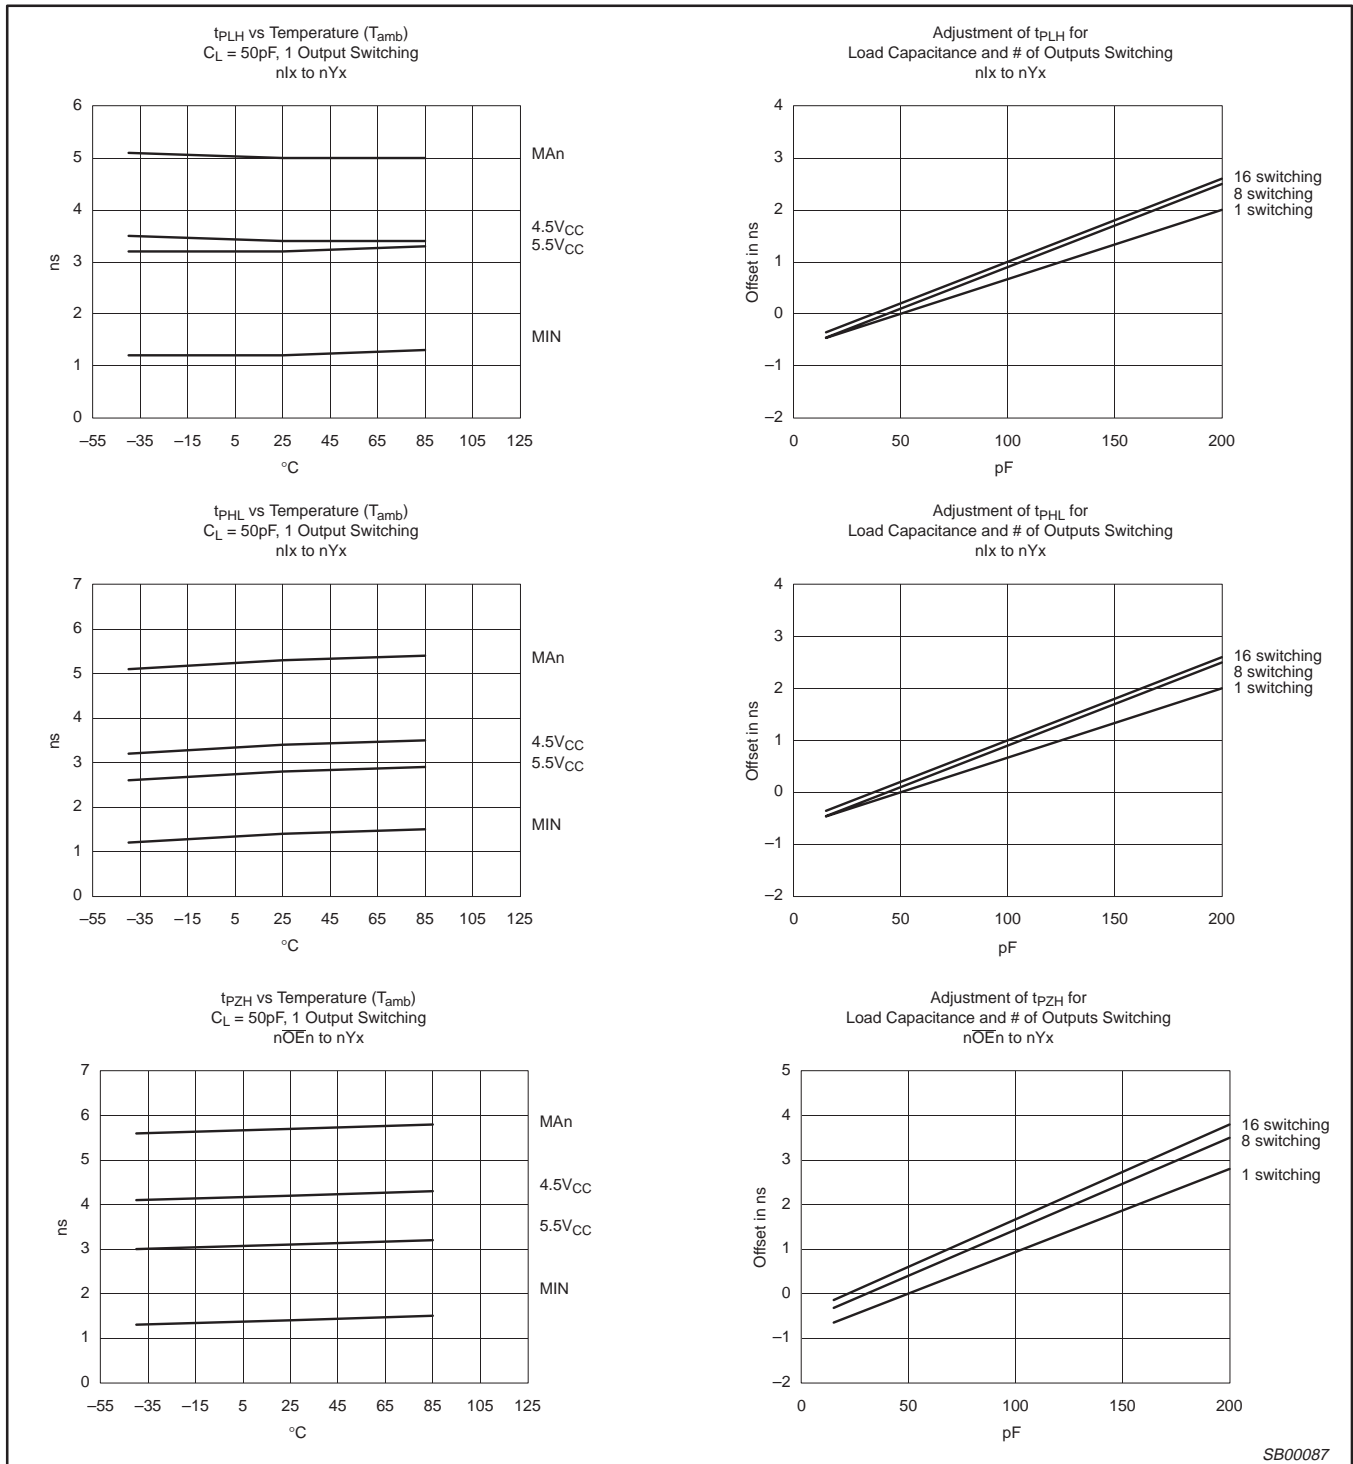 tPLH vs Temperature (Tamb)
CL = 50pF, 1 Output Switching
nIx to nYx
6
5
4
3
2
1
0
ns
–55 –35 –15 5 25 45 65 85 105 125
°C
MAn
4.5VCC
5.5VCC
MIN
Adjustment of tPLH for
Load Capacitance and # of Outputs Switching
nIx to nYx
4
3
2
1
0
–1
–2
Offset in ns
0 50 100 150 200
pF
16 switching
8 switching
1 switching
tPHL vs Temperature (Tamb)
CL = 50pF, 1 Output Switching
nIx to nYx
7
6
5
4
3
2
1
0
ns
–55 –35 –15 5 25 45 65 85 105 125
°C
MAn
4.5VCC
5.5VCC
MIN
Adjustment of tPHL for
Load Capacitance and # of Outputs Switching
nIx to nYx
4
3
2
1
0
–1
–2
Offset in ns
0 50 100 150 200
pF
16 switching
8 switching
1 switching
tPZH vs Temperature (Tamb)
CL = 50pF, 1 Output Switching
nO̅E̅n to nYx
7
6
5
4
3
2
1
0
ns
–55 –35 –15 5 25 45 65 85 105 125
°C
MAn
4.5VCC
5.5VCC
MIN
Adjustment of tPZH for
Load Capacitance and # of Outputs Switching
nO̅E̅n to nYx
5
4
3
2
1
0
–1
–2
Offset in ns
0 50 100 150 200
pF
16 switching
8 switching
1 switching
SB00087